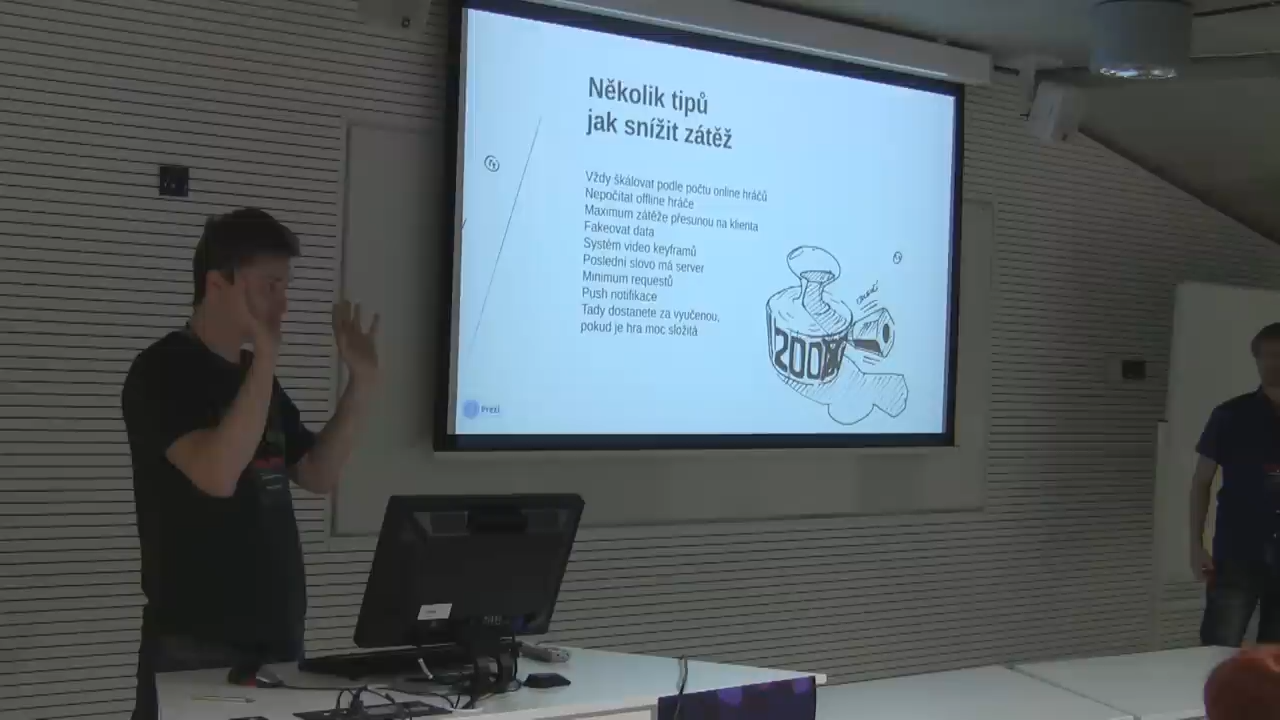 Několik tipů
jak snížit zátěž
Vždy škálovat podle počtu online hráčů
Nepočítat offline hráče
Maximum zátěže přesunou na klienta
Fakeovat data
Systém video keyframů
Poslední slovo má server
Minimum requestů
Push notifikace
Tady dostanete za vyučenou,
pokud je hra moc složitá
200
Prezi